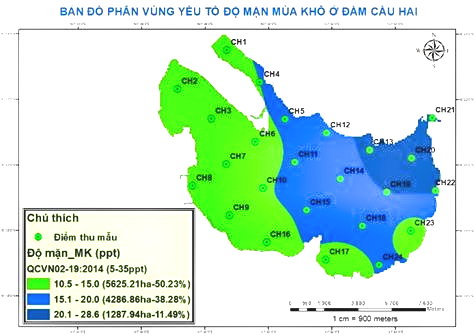 BẢN ĐỒ PHÂN VÙNG YẾU TỐ ĐỘ MẶN MÙA KHÔ Ở ĐẦM CẦU HAI
CH1
CH2
CH4
CH21
CH3
CH5
CH12
CH6
CH13
CH20
CH7
CH11
CH8
CH10
CH14
CH19
CH22
CH9
CH15
CH18
CH23
CH16
CH17
CH24
Chú thích
Điểm thu mẫu
Độ mặn_MK (ppt)
QCVN02-19:2014 (5-35ppt)
10.5 - 15.0 (5625.21ha-50.23%)
15.1 - 20.0 (4286.86ha-38.28%)
20.1 - 28.6 (1287.94ha-11.49%)
1 cm = 900 meters